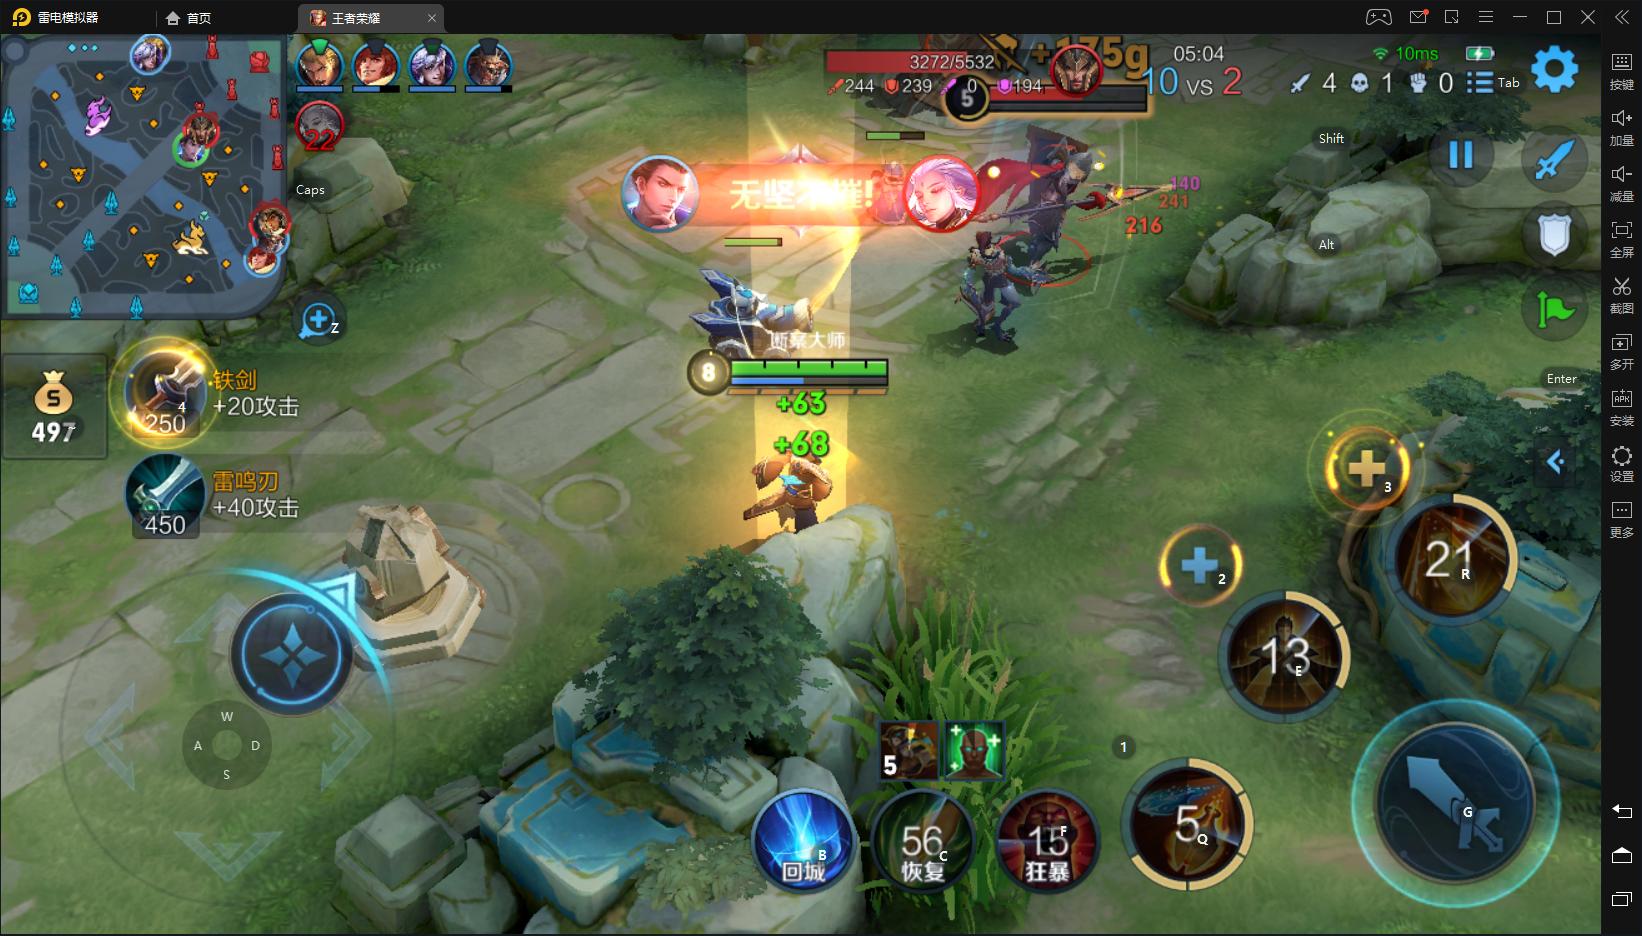 雷电模拟器
首页
王者荣耀
3272/5532
+175g
05:04
10ms
244
239
0
194
5
10 vs 2
4
1
0
Tab
按键
加量
减量
全屏
截图
多开
安装
设置
更多
22
Caps
Shift
Alt
Enter
无坚不摧!
140
241
216
Z
断案大师
8
+63
+68
497
铁剑
+20攻击
4
250
雷鸣刃
+40攻击
450
3
2
21
R
13
E
W
A
D
S
5
1
5
Q
G
B
回城
56
C
恢复
15
F
狂暴